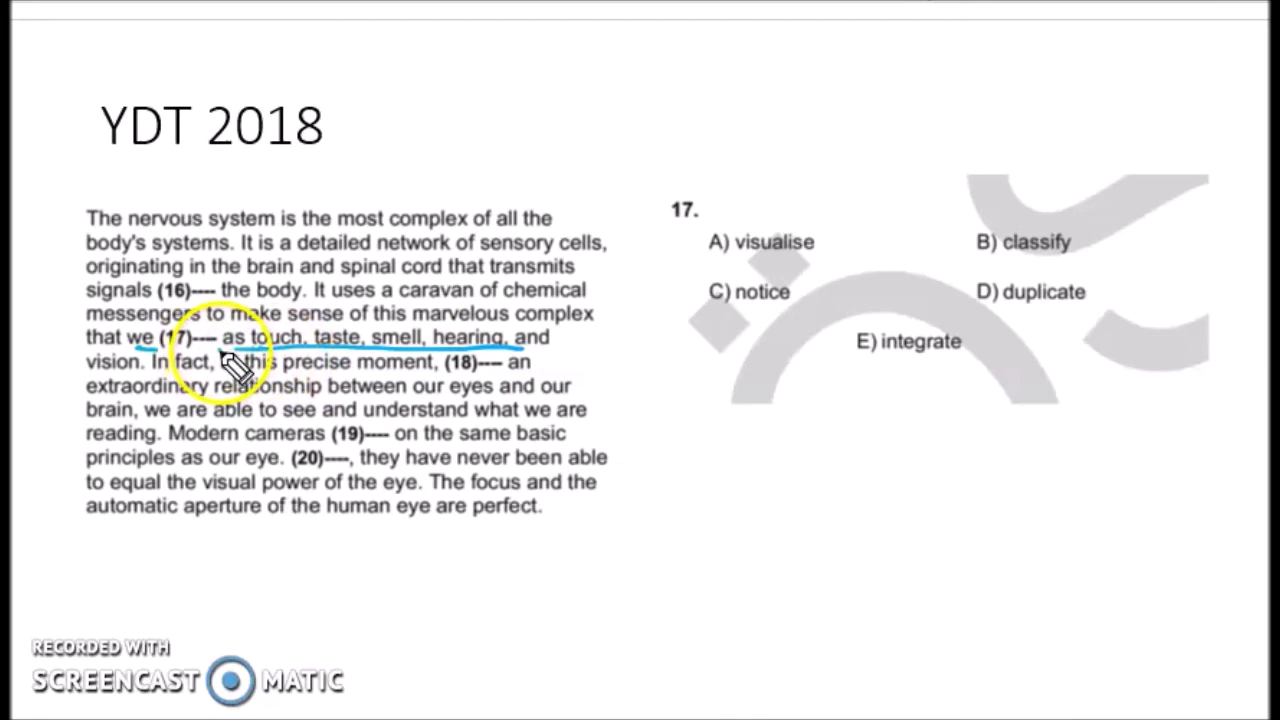 YDT 2018
The nervous system is the most complex of all the
body's systems. It is a detailed network of sensory cells,
originating in the brain and spinal cord that transmits
signals (16)---- the body. It uses a caravan of chemical
messengers to make sense of this marvelous complex
that we (17)---- as touch, taste, smell, hearing, and
vision. In fact, this precise moment, (18)---- an
extraordinary relationship between our eyes and our
brain, we are able to see and understand what we are
reading. Modern cameras (19)---- on the same basic
principles as our eye. (20)----, they have never been able
to equal the visual power of the eye. The focus and the
automatic aperture of the human eye are perfect.
17.
A) visualise
B) classify
C) notice
D) duplicate
E) integrate
RECORDED WITH
SCREENCAST MATIC